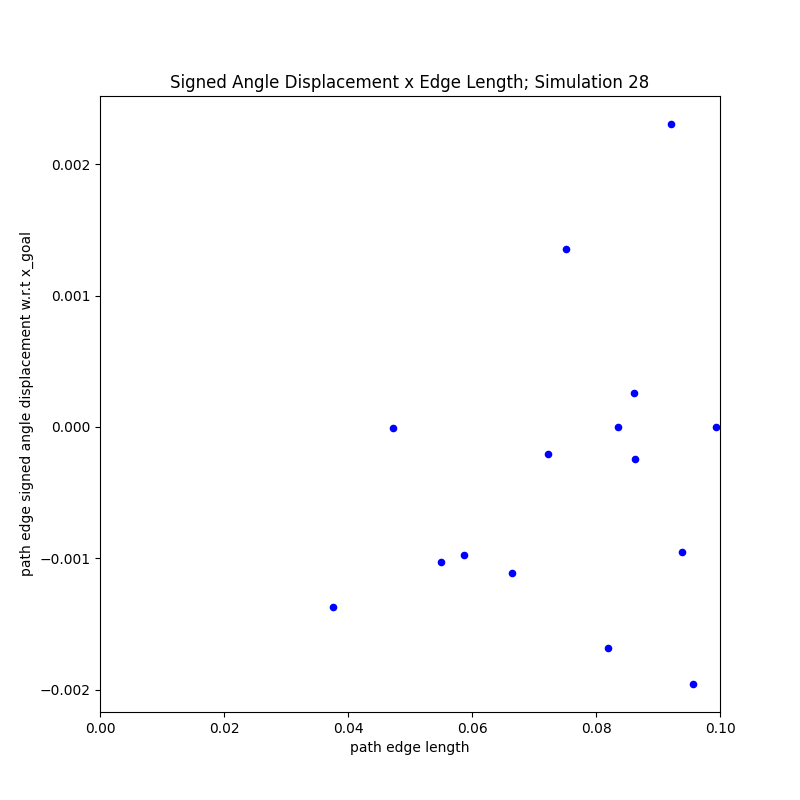 Signed Angle Displacement x Edge Length; Simulation 28
path edge signed angle displacement w.r.t x_goal
0.002
0.001
0.000
−0.001
−0.002
0.00 0.02 0.04 0.06 0.08 0.10
path edge length